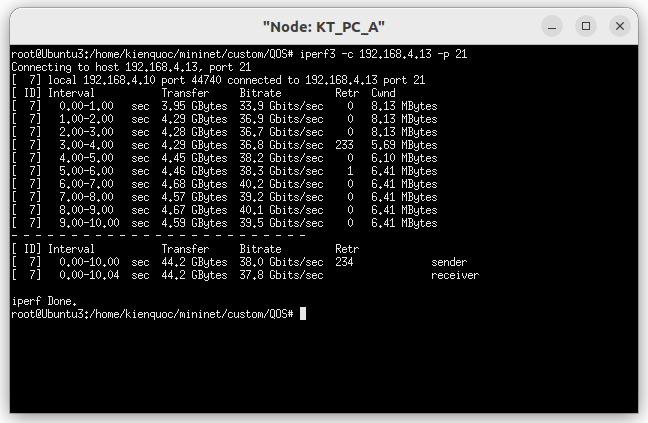 "Node: KT_PC_A"
root@Ubuntu3:/home/kienquoc/mininet/custom/QOS# iperf3 -c 192.168.4.13 -p 21
Connecting to host 192.168.4.13, port 21
[  7] local 192.168.4.10 port 44740 connected to 192.168.4.13 port 21
[ ID] Interval           Transfer     Bitrate         Retr  Cwnd
[  7]   0.00-1.00   sec  3.95 GBytes  33.9 Gbits/sec    0   8.13 MBytes
[  7]   1.00-2.00   sec  4.29 GBytes  36.9 Gbits/sec    0   8.13 MBytes
[  7]   2.00-3.00   sec  4.28 GBytes  36.7 Gbits/sec    0   8.13 MBytes
[  7]   3.00-4.00   sec  4.29 GBytes  36.8 Gbits/sec  233   5.69 MBytes
[  7]   4.00-5.00   sec  4.45 GBytes  38.2 Gbits/sec    0   6.10 MBytes
[  7]   5.00-6.00   sec  4.46 GBytes  38.3 Gbits/sec    1   6.41 MBytes
[  7]   6.00-7.00   sec  4.68 GBytes  40.2 Gbits/sec    0   6.41 MBytes
[  7]   7.00-8.00   sec  4.57 GBytes  39.2 Gbits/sec    0   6.41 MBytes
[  7]   8.00-9.00   sec  4.67 GBytes  40.1 Gbits/sec    0   6.41 MBytes
[  7]   9.00-10.00  sec  4.59 GBytes  39.5 Gbits/sec    0   6.41 MBytes
- - - - - - - - - - - - - - - - - - - - - - - - -
[ ID] Interval           Transfer     Bitrate         Retr
[  7]   0.00-10.00  sec  44.2 GBytes  38.0 Gbits/sec  234             sender
[  7]   0.00-10.04  sec  44.2 GBytes  37.8 Gbits/sec                  receiver
iperf Done.
root@Ubuntu3:/home/kienquoc/mininet/custom/QOS#